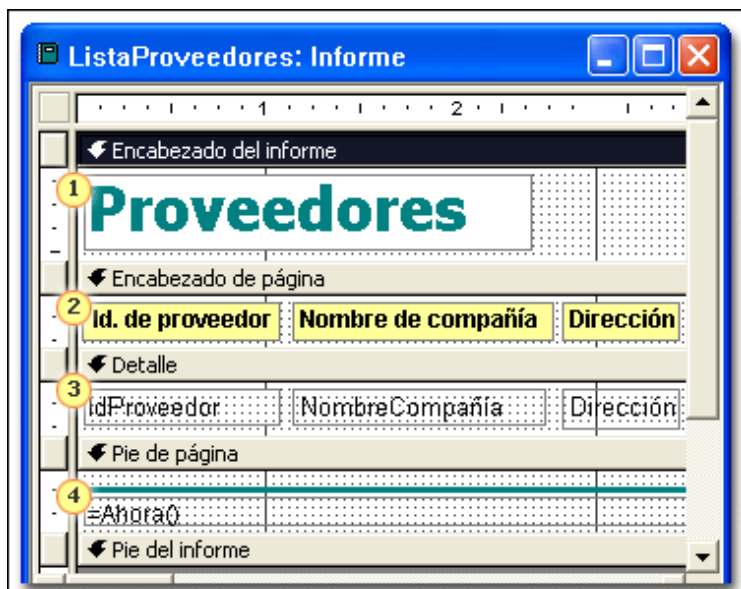 ListaProveedores: Informe
1 2
Encabezado del informe
1
Proveedores
Encabezado de página
2
Id. de proveedor Nombre de compañía Dirección
Detalle
3
IdProveedor NombreCompañía Dirección
Pie de página
4
=Ahora()
Pie del informe